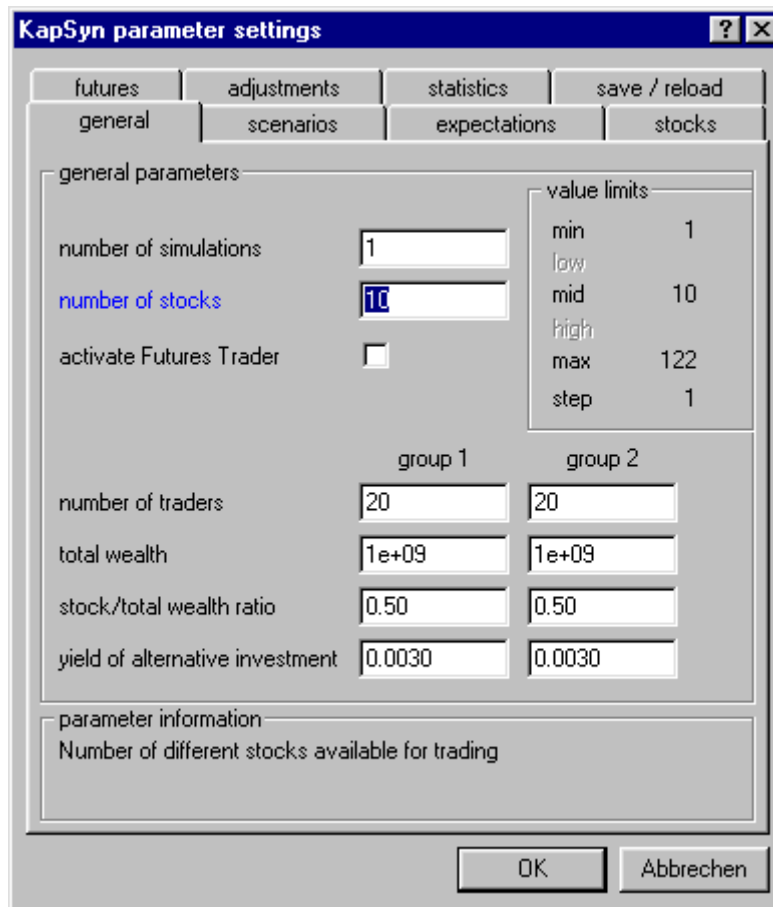 KapSyn parameter settings ? X
futures adjustments statistics save / reload
general scenarios expectations stocks
general parameters
value limits
min 1
low
mid 10
high
max 122
step 1
number of simulations 1
number of stocks 10
activate Futures Trader
group 1 group 2
number of traders 20 20
total wealth 1e+09 1e+09
stock/total wealth ratio 0.50 0.50
yield of alternative investment 0.0030 0.0030
parameter information
Number of different stocks available for trading
OK Abbrechen